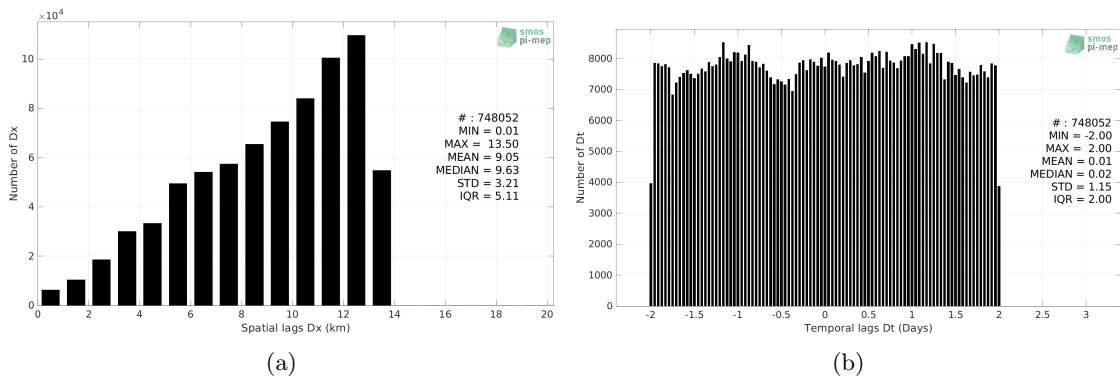 ×10⁴
10
8
6
4
2
0
Number of Dx
0 2 4 6 8 10 12 14 16 18 20
Spatial lags Dx (km)
smos
pi-mep
# : 748052
MIN = 0.01
MAX = 13.50
MEAN = 9.05
MEDIAN = 9.63
STD = 3.21
IQR = 5.11
(a)
8000
7000
6000
5000
4000
3000
2000
1000
0
Number of Dt
-2 -1.5 -1 -0.5 0 0.5 1 1.5 2 2.5 3
Temporal lags Dt (Days)
smos
pi-mep
# : 748052
MIN = -2.00
MAX = 2.00
MEAN = 0.01
MEDIAN = 0.02
STD = 1.15
IQR = 2.00
(b)